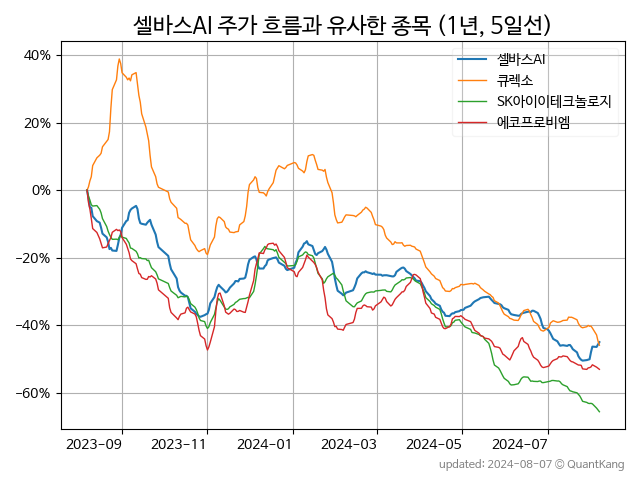 셀바스AI 주가 흐름과 유사한 종목 (1년, 5일선)
셀바스AI
큐렉소
SK아이이테크놀로지
에코프로비엠
40%
20%
0%
−20%
−40%
−60%
2023-09 2023-11 2024-01 2024-03 2024-05 2024-07
updated: 2024-08-07 © QuantKang